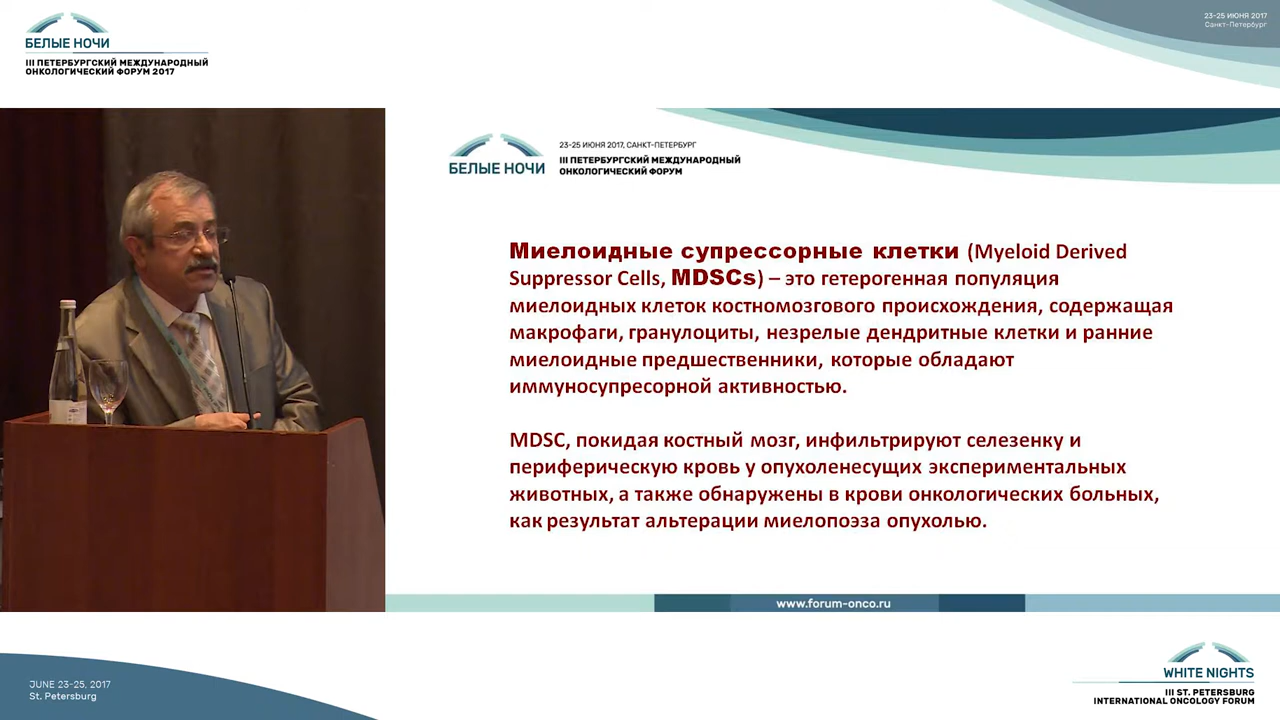 БЕЛЫЕ НОЧИ
III ПЕТЕРБУРГСКИЙ МЕЖДУНАРОДНЫЙ
ОНКОЛОГИЧЕСКИЙ ФОРУМ 2017
23-25 ИЮНЯ 2017
Санкт-Петербург
БЕЛЫЕ НОЧИ
23-25 ИЮНЯ 2017, САНКТ-ПЕТЕРБУРГ
III ПЕТЕРБУРГСКИЙ МЕЖДУНАРОДНЫЙ
ОНКОЛОГИЧЕСКИЙ ФОРУМ
Миелоидные супрессорные клетки (Myeloid Derived
Suppressor Cells, MDSCs) – это гетерогенная популяция
миелоидных клеток костномозгового происхождения, содержащая
макрофаги, гранулоциты, незрелые дендритные клетки и ранние
миелоидные предшественники, которые обладают
иммуносупресорной активностью.
MDSC, покидая костный мозг, инфильтрируют селезенку и
периферическую кровь у опухоленесущих экспериментальных
животных, а также обнаружены в крови онкологических больных,
как результат альтерации миелопоэза опухолью.
www.forum-onco.ru
JUNE 23-25, 2017
St. Petersburg
WHITE NIGHTS
III ST. PETERSBURG
INTERNATIONAL ONCOLOGY FORUM